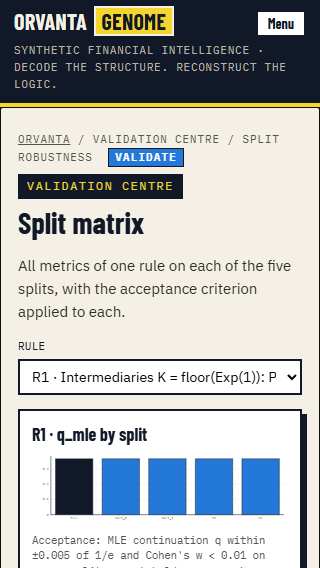 ORVANTA GENOME
Menu
SYNTHETIC FINANCIAL INTELLIGENCE ·
DECODE THE STRUCTURE. RECONSTRUCT THE
LOGIC.
ORVANTA / VALIDATION CENTRE / SPLIT
ROBUSTNESS VALIDATE
VALIDATION CENTRE
Split matrix
All metrics of one rule on each of the five
splits, with the acceptance criterion
applied to each.
RULE
R1 · Intermediaries K = floor(Exp(1)): P
R1 · q_mle by split
Acceptance: MLE continuation q within
±0.005 of 1/e and Cohen's w < 0.01 on